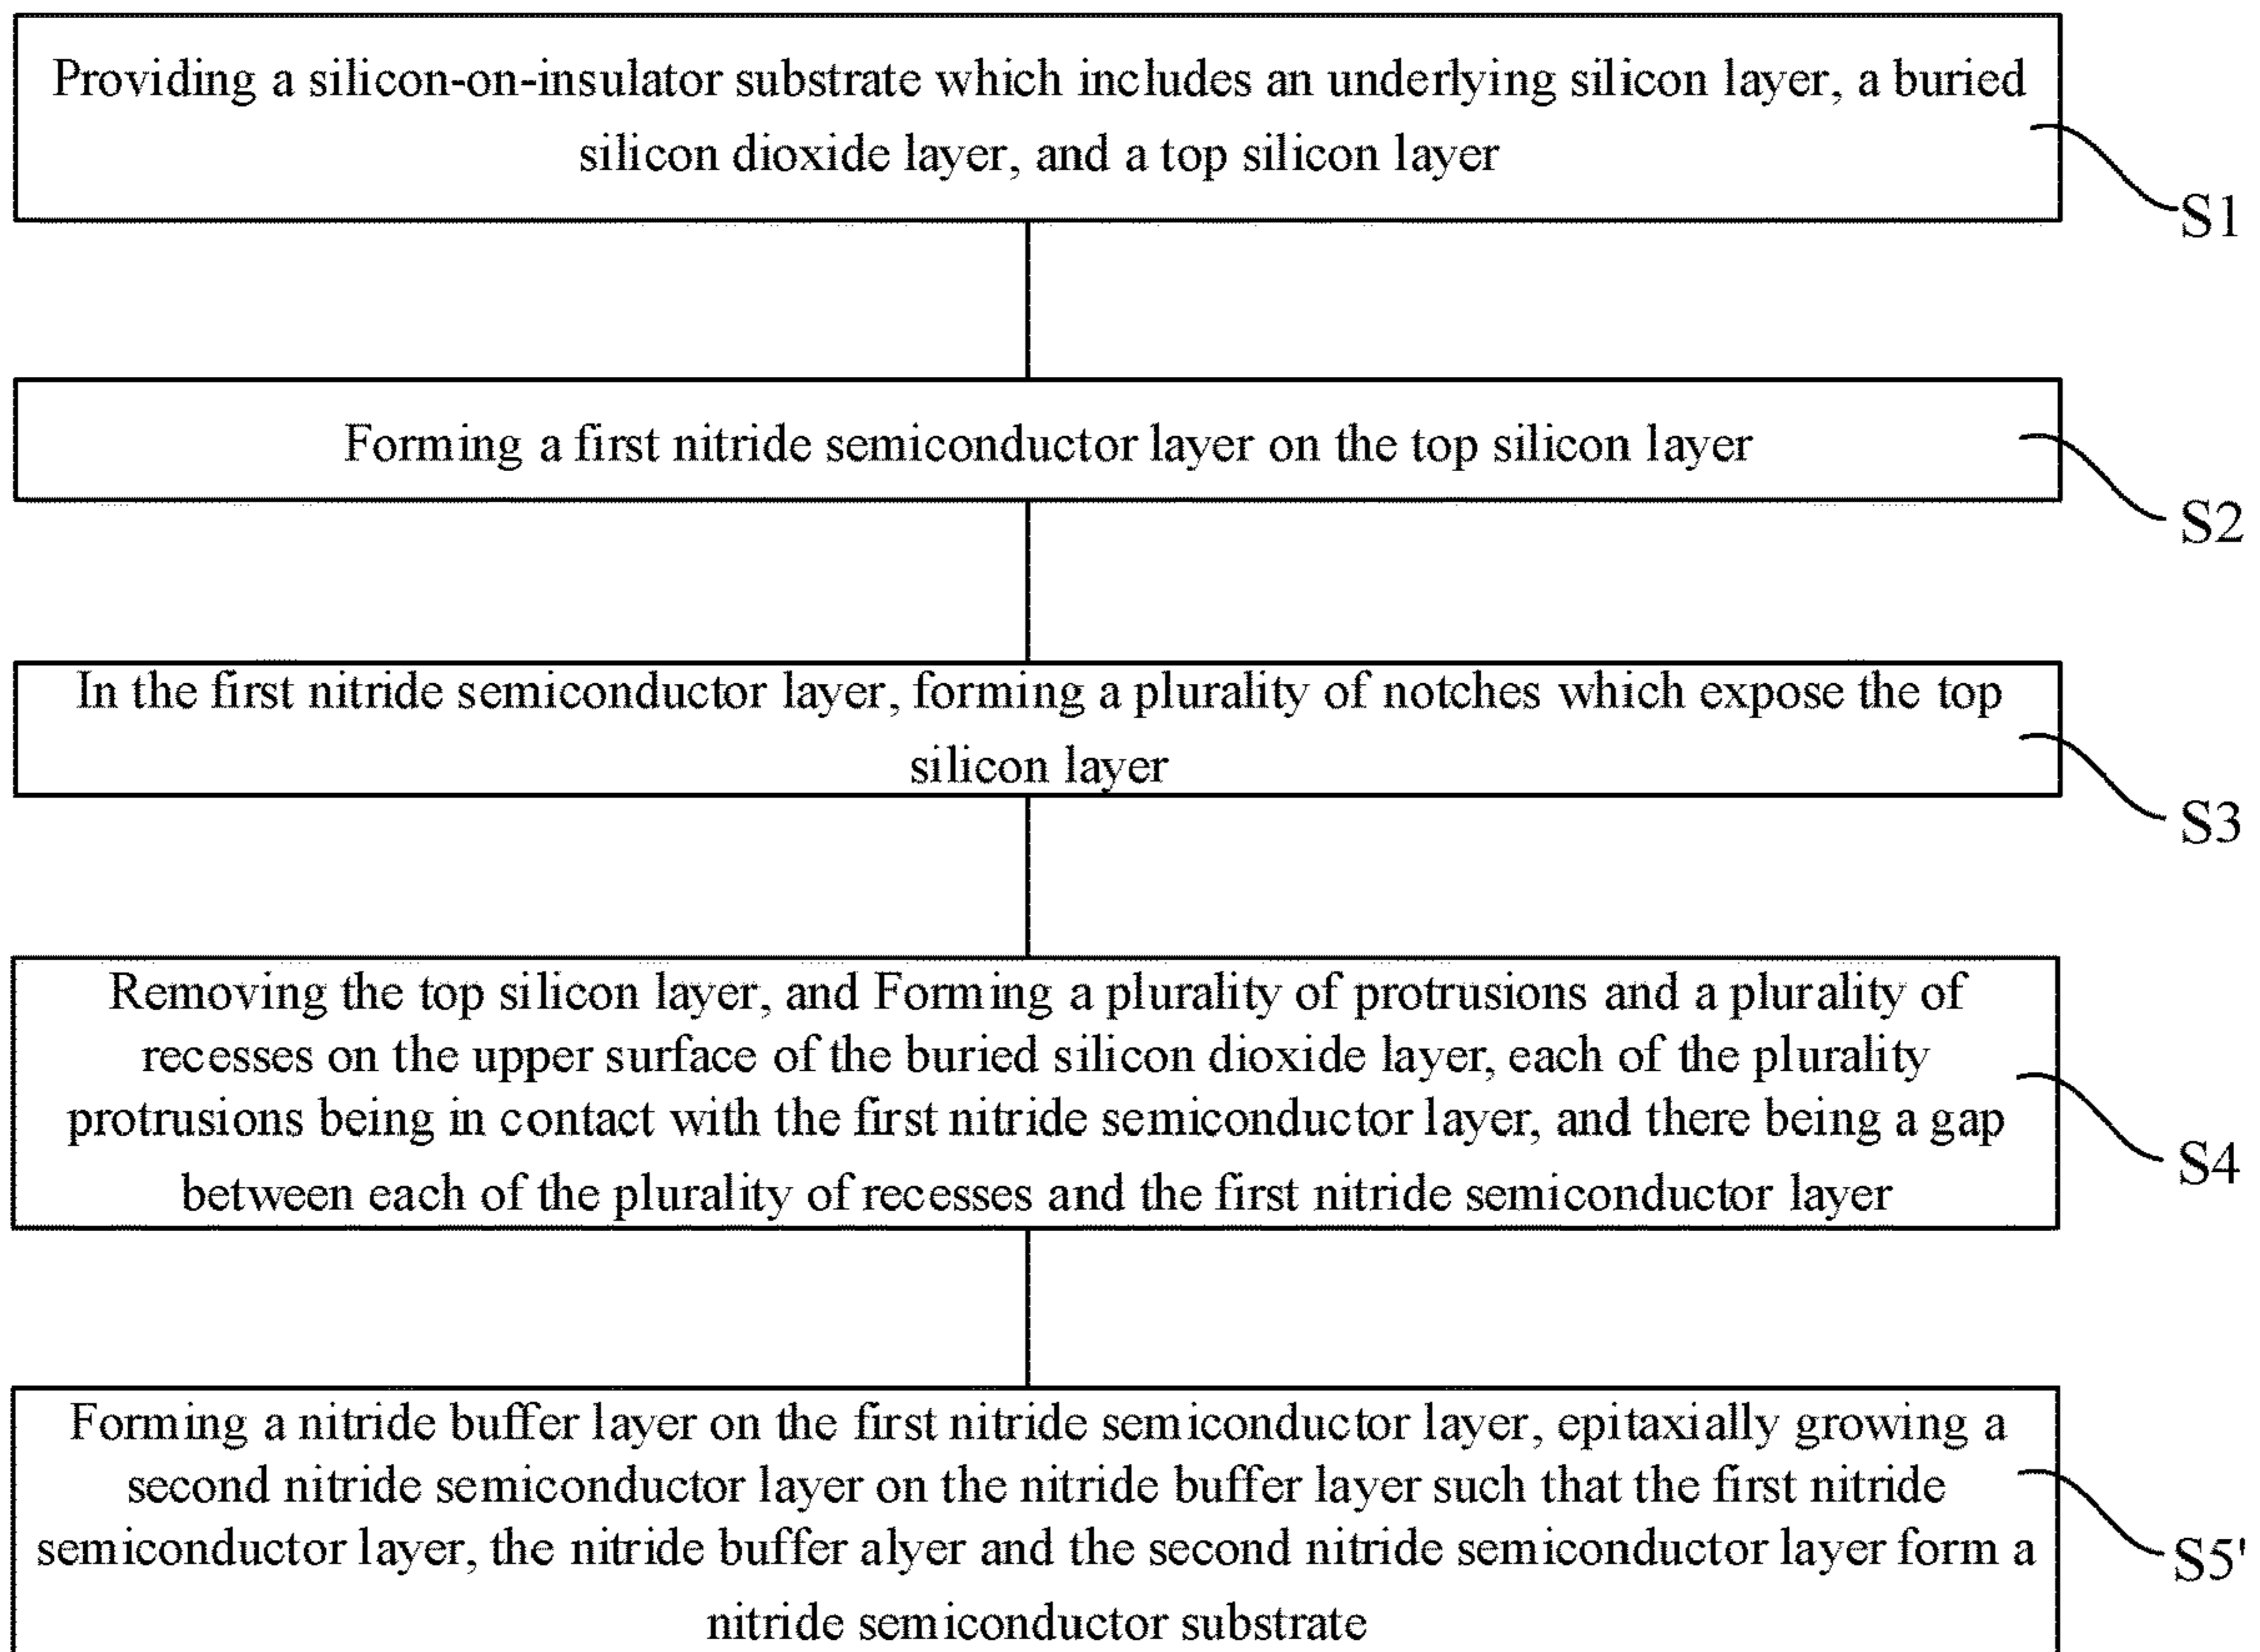 Providing a silicon-on-insulator substrate which includes an underlying silicon layer, a buried
silicon dioxide layer, and a top silicon layer
S1
Forming a first nitride semiconductor layer on the top silicon layer
S2
In the first nitride semiconductor layer, forming a plurality of notches which expose the top
silicon layer
S3
Removing the top silicon layer, and Forming a plurality of protrusions and a plurality of
recesses on the upper surface of the buried silicon dioxide layer, each of the plurality
protrusions being in contact with the first nitride semiconductor layer, and there being a gap
between each of the plurality of recesses and the first nitride semiconductor layer
S4
Forming a nitride buffer layer on the first nitride semiconductor layer, epitaxially growing a
second nitride semiconductor layer on the nitride buffer layer such that the first nitride
semiconductor layer, the nitride buffer alyer and the second nitride semiconductor layer form a
nitride semiconductor substrate
S5'